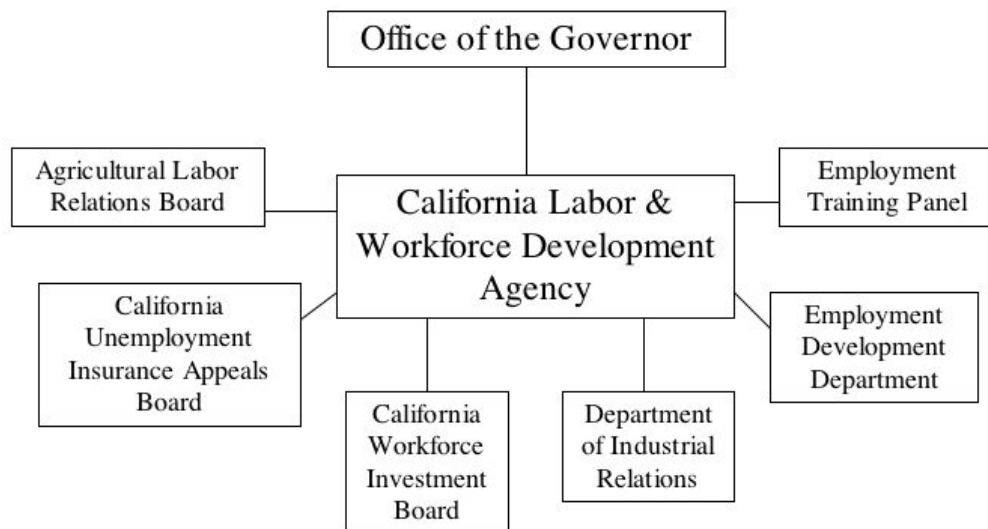 Office of the Governor
Agricultural Labor
Relations Board
California Labor &
Workforce Development
Agency
Employment
Training Panel
California
Unemployment
Insurance Appeals
Board
California
Workforce
Investment
Board
Department
of Industrial
Relations
Employment
Development
Department